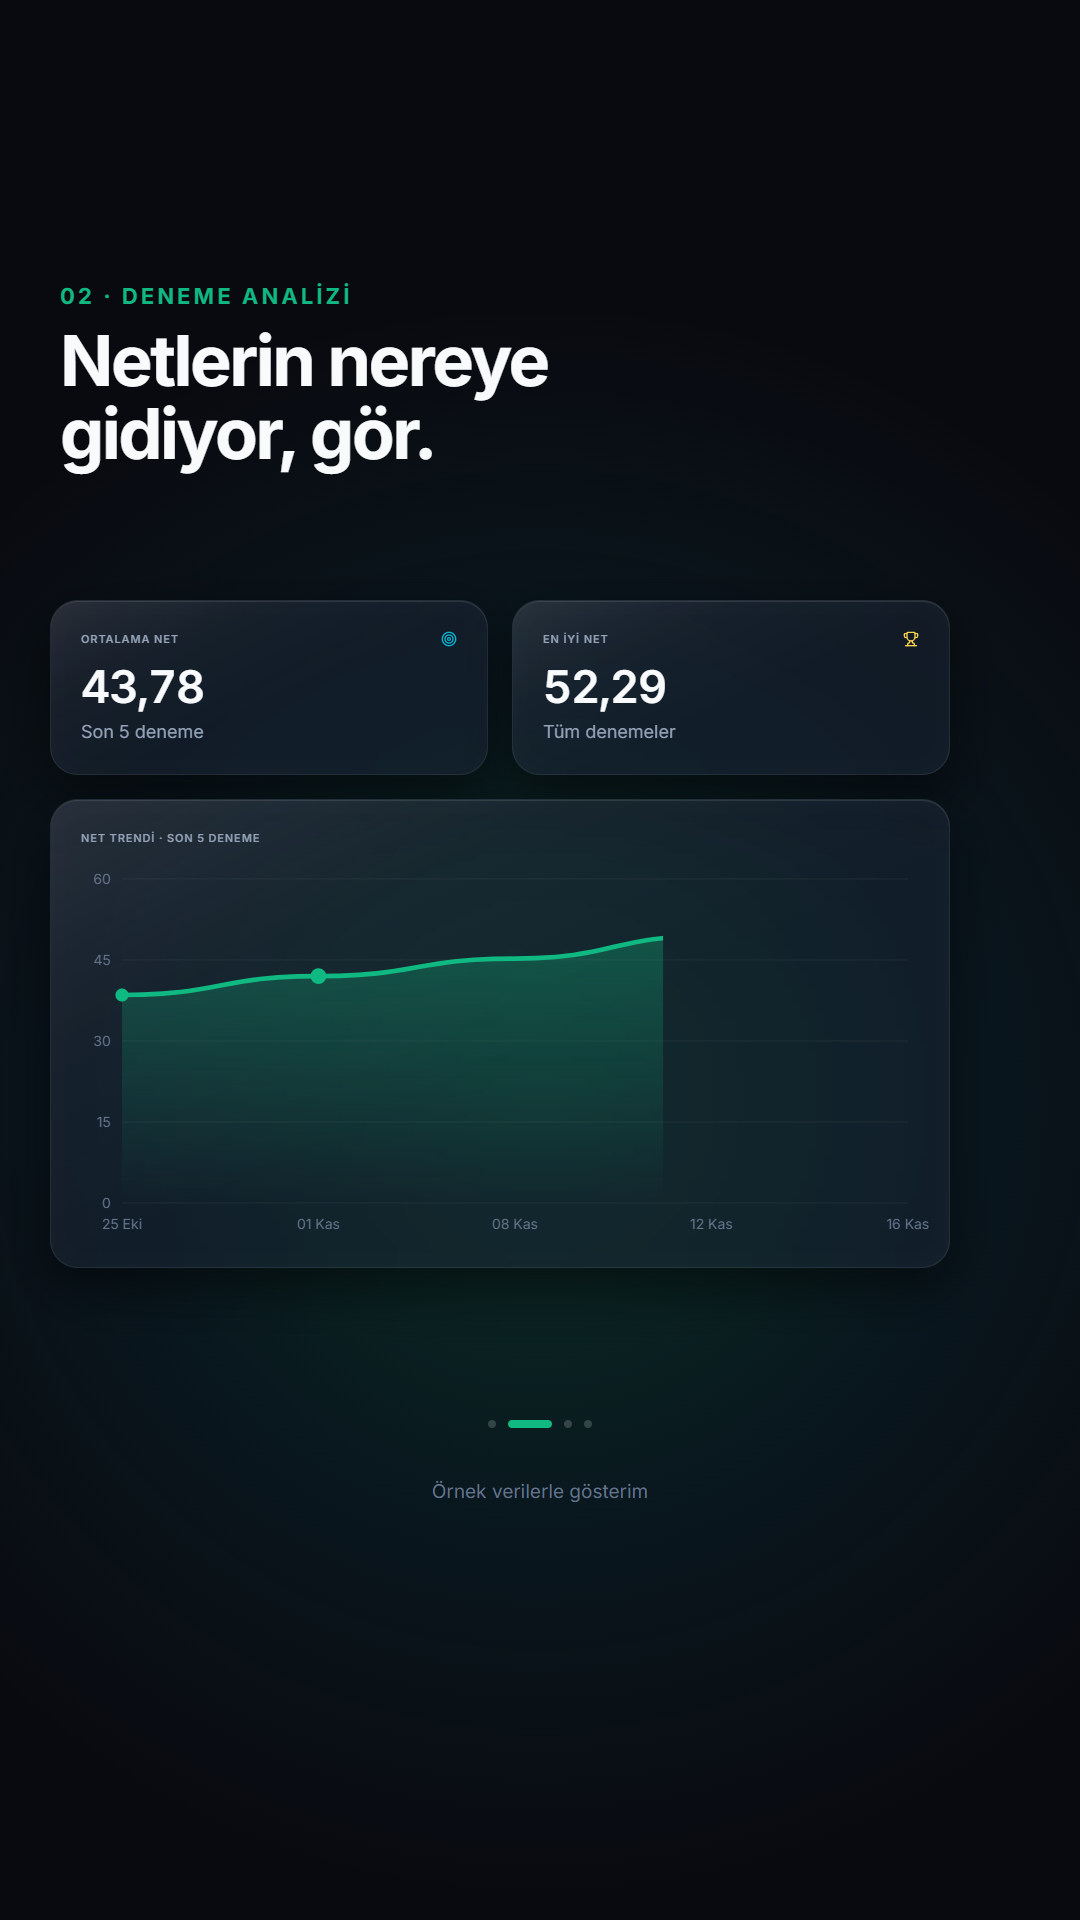 02 · DENEME ANALİZİ
Netlerin nereye
gidiyor, gör.
ORTALAMA NET
43,78
Son 5 deneme
EN İYİ NET
52,29
Tüm denemeler
NET TRENDİ · SON 5 DENEME
60
45
30
15
0
25 Eki
01 Kas
08 Kas
12 Kas
16 Kas
Örnek verilerle gösterim